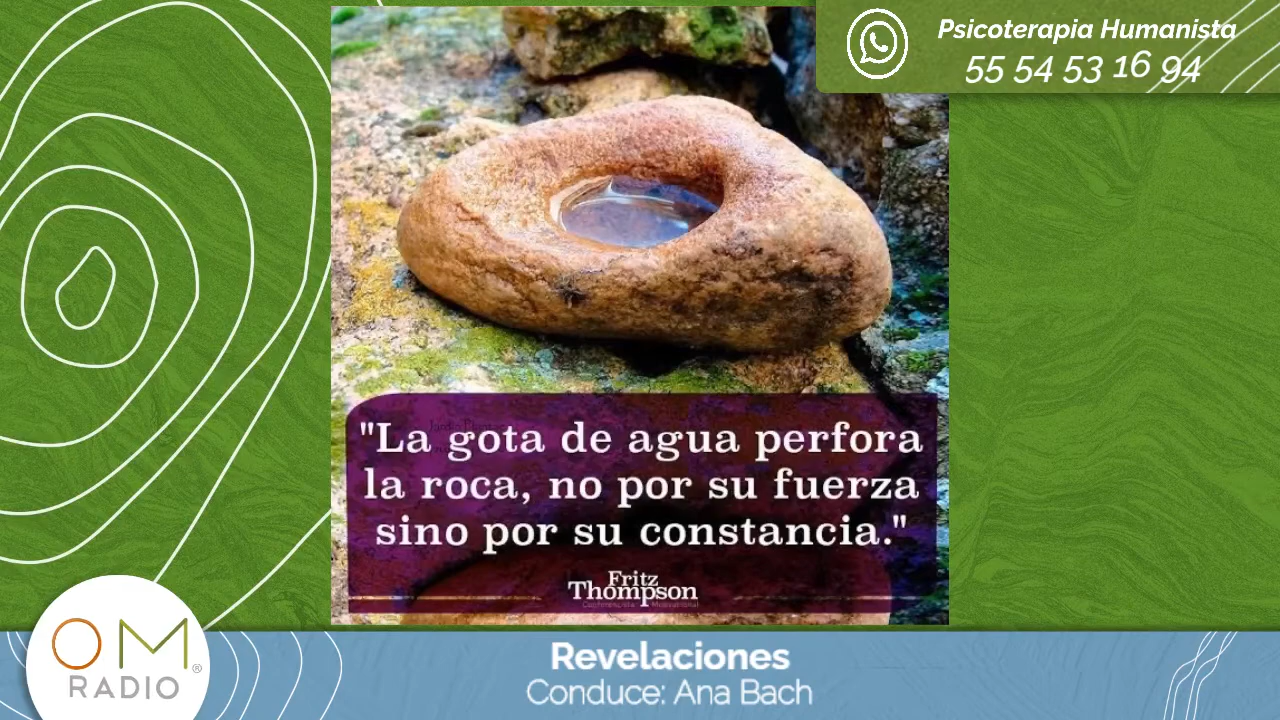 Psicoterapia Humanista
55 54 53 16 94
"La gota de agua perfora
la roca, no por su fuerza
sino por su constancia."
Fritz
Thompson
OM®
RADIO
Revelaciones
Conduce: Ana Bach